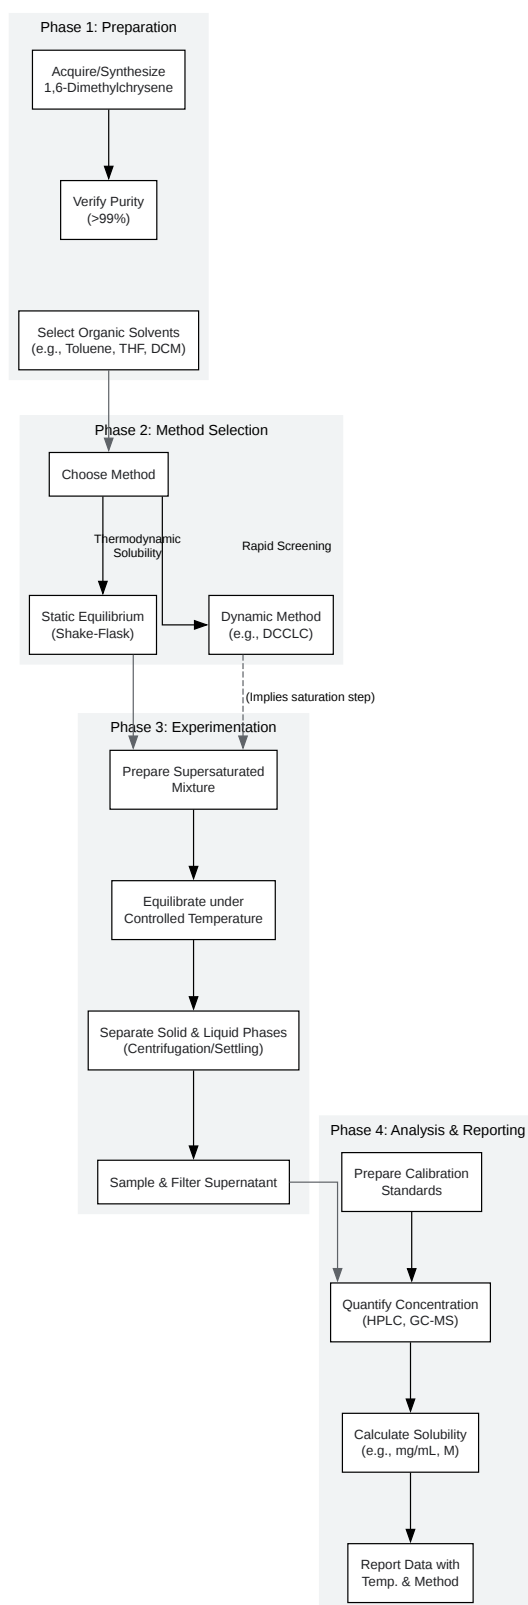 Phase 1: Preparation
Acquire/Synthesize
1,6-Dimethylchrysene
Verify Purity
(>99%)
Select Organic Solvents
(e.g., Toluene, THF, DCM)
Phase 2: Method Selection
Choose Method
Thermodynamic
Solubility
Rapid Screening
Static Equilibrium
(Shake-Flask)
Dynamic Method
(e.g., DCCLC)
(Implies saturation step)
Phase 3: Experimentation
Prepare Supersaturated
Mixture
Equilibrate under
Controlled Temperature
Separate Solid & Liquid Phases
(Centrifugation/Settling)
Sample & Filter Supernatant
Phase 4: Analysis & Reporting
Prepare Calibration
Standards
Quantify Concentration
(HPLC, GC-MS)
Calculate Solubility
(e.g., mg/mL, M)
Report Data with
Temp. & Method